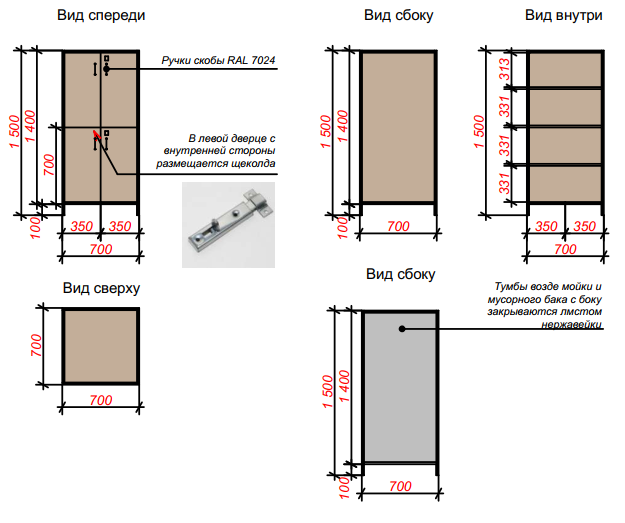 Вид спереди
Ручки скобы RAL 7024
В левой дверце с
внутренней стороны
размещается щеколда
1 500
1 400
700
100
350
350
700
Вид сбоку
1 500
1 400
100
700
Вид внутри
1 500
313
331
331
331
100
350
350
700
Вид сверху
700
700
Вид сбоку
Тумбы возде мойки и
мусорного бака с боку
закрываются лмстом
нержавейки
1 500
1 400
100
700